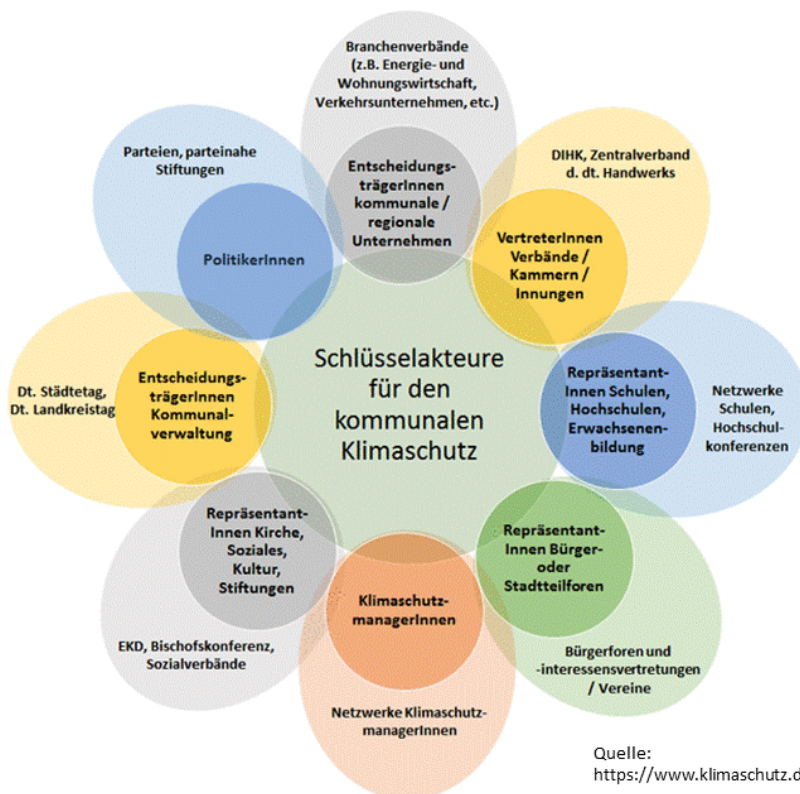 Branchenverbände
(z.B. Energie- und
Wohnungswirtschaft,
Verkehrsunternehmen, etc.)
Entscheidungs-
trägerInnen
kommunale /
regionale
Unternehmen
DIHK, Zentralverband
d. dt. Handwerks
VertreterInnen
Verbände /
Kammern /
Innungen
Parteien, parteinahe
Stiftungen
PolitikerInnen
Schlüsselakteure
für den
kommunalen
Klimaschutz
Repräsentant-
Innen Schulen,
Hochschulen,
Erwachsenen-
bildung
Netzwerke
Schulen,
Hochschul-
konferenzen
Dt. Städtetag,
Dt. Landkreistag
Entscheidungs-
trägerInnen
Kommunal-
verwaltung
Repräsentant-
Innen Kirche,
Soziales,
Kultur,
Stiftungen
EKD, Bischofskonferenz,
Sozialverbände
KlimaschutZ-
managerInnen
Netzwerke Klimaschutz-
managerInnen
Repräsentant-
Innen Bürger-
oder
Stadtteilforen
Bürgerforen und
-interessensvertretungen
/ Vereine
Quelle:
https://www.klimaschutz.d